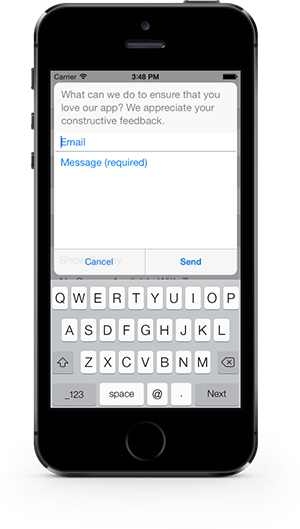 Carrier 3:48 PM
What can we do to ensure that you
love our app? We appreciate your
constructive feedback.
Email
Message (required)
Cancel Send
Q W E R T Y U I O P
A S D F G H J K L
Z X C V B N M
_123 space @ . Next